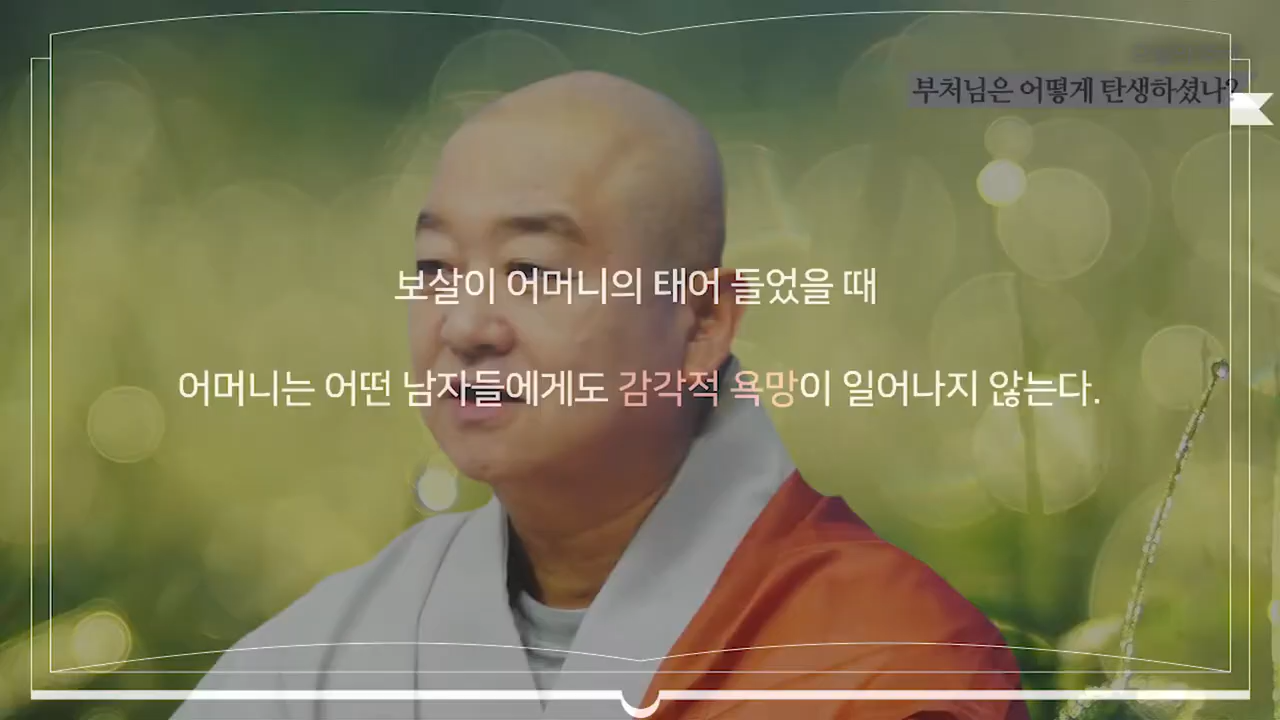 부처님은 어떻게 탄생하셨나?
보살이 어머니의 태어 들었을 때
어머니는 어떤 남자들에게도 감각적 욕망이 일어나지 않는다.